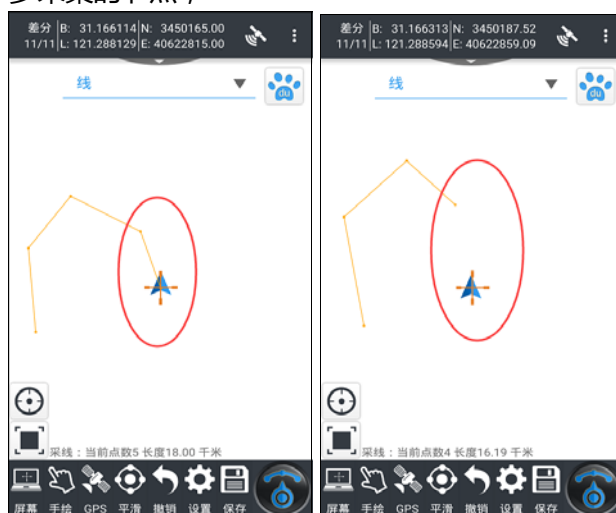 差分 B: 31.166114 N: 3450165.00
11/11 L: 121.288129 E: 40622815.00
线
du
采线：当前点数5 长度18.00 千米
屏幕 手绘 GPS 平滑 撤销 设置 保存
差分 B: 31.166313 N: 3450187.52
11/11 L: 121.288594 E: 40622859.09
线
du
采线：当前点数4 长度16.19 千米
屏幕 手绘 GPS 平滑 撤销 设置 保存